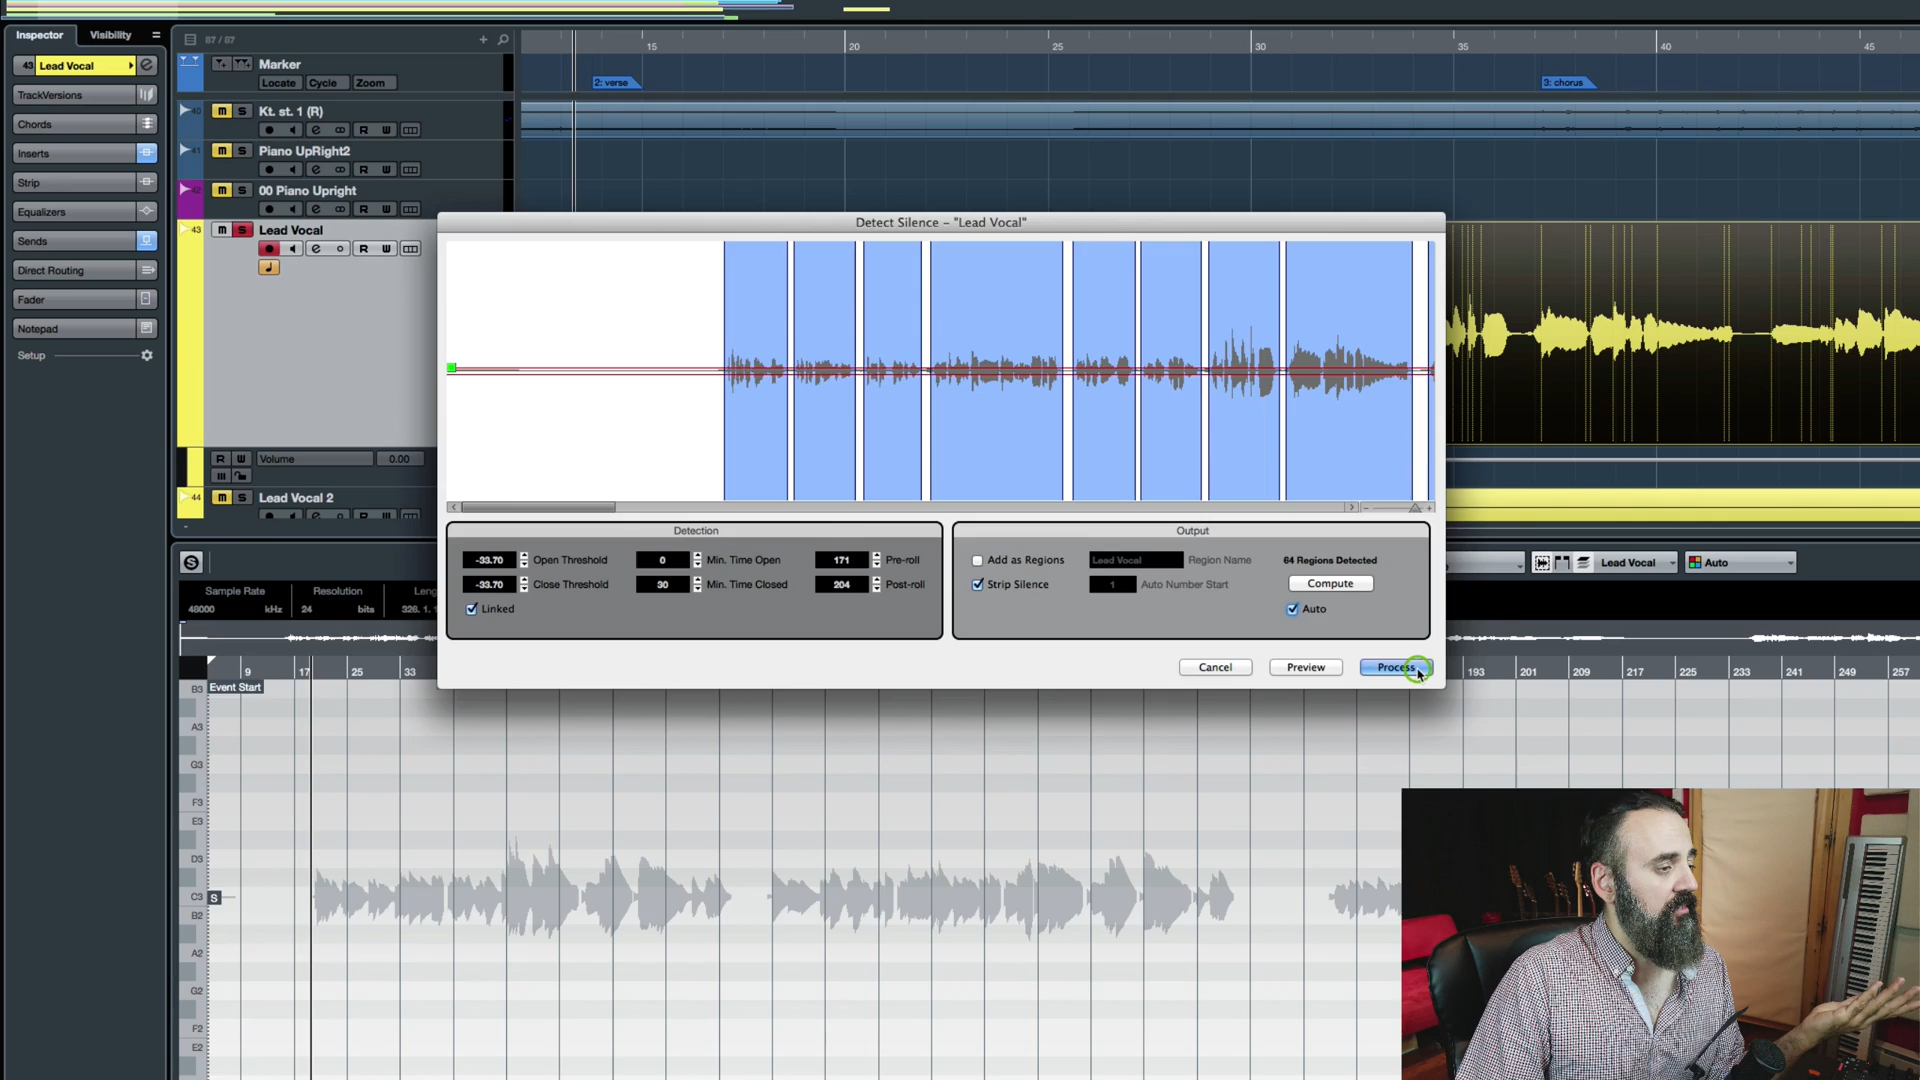 Inspector Visibility
87 / 87
15 20 25 30 35 40 45
43 Lead Vocal
Marker
Locate Cycle Zoom
2: verse
3: chorus
TrackVersions
40 m S Kt. st. 1 (R)
R W
Chords
Inserts
41 m S Piano UpRight2
R W
Strip
42 m S 00 Piano Upright
R W
Equalizers
43 m S Lead Vocal
R W
Sends
Direct Routing
Fader
Notepad
Setup
Detect Silence – "Lead Vocal"
R W Volume 0.00
44 m S Lead Vocal 2
R W
Detection
-33.70 Open Threshold 0 Min. Time Open 171 Pre-roll
-33.70 Close Threshold 30 Min. Time Closed 204 Post-roll
Linked
Output
Add as Regions Lead Vocal Region Name 64 Regions Detected
Strip Silence 1 Auto Number Start Compute
Auto
Cancel Preview Process
Lead Vocal Auto
Sample Rate Resolution
48000 kHz 24 bits 326. 1. 1
9 17 25 33 193 201 209 217 225 233 241 249 257
Event Start
B3
A3
G3
F3
E3
D3
C3 S
B2
A2
G2
F2
E2